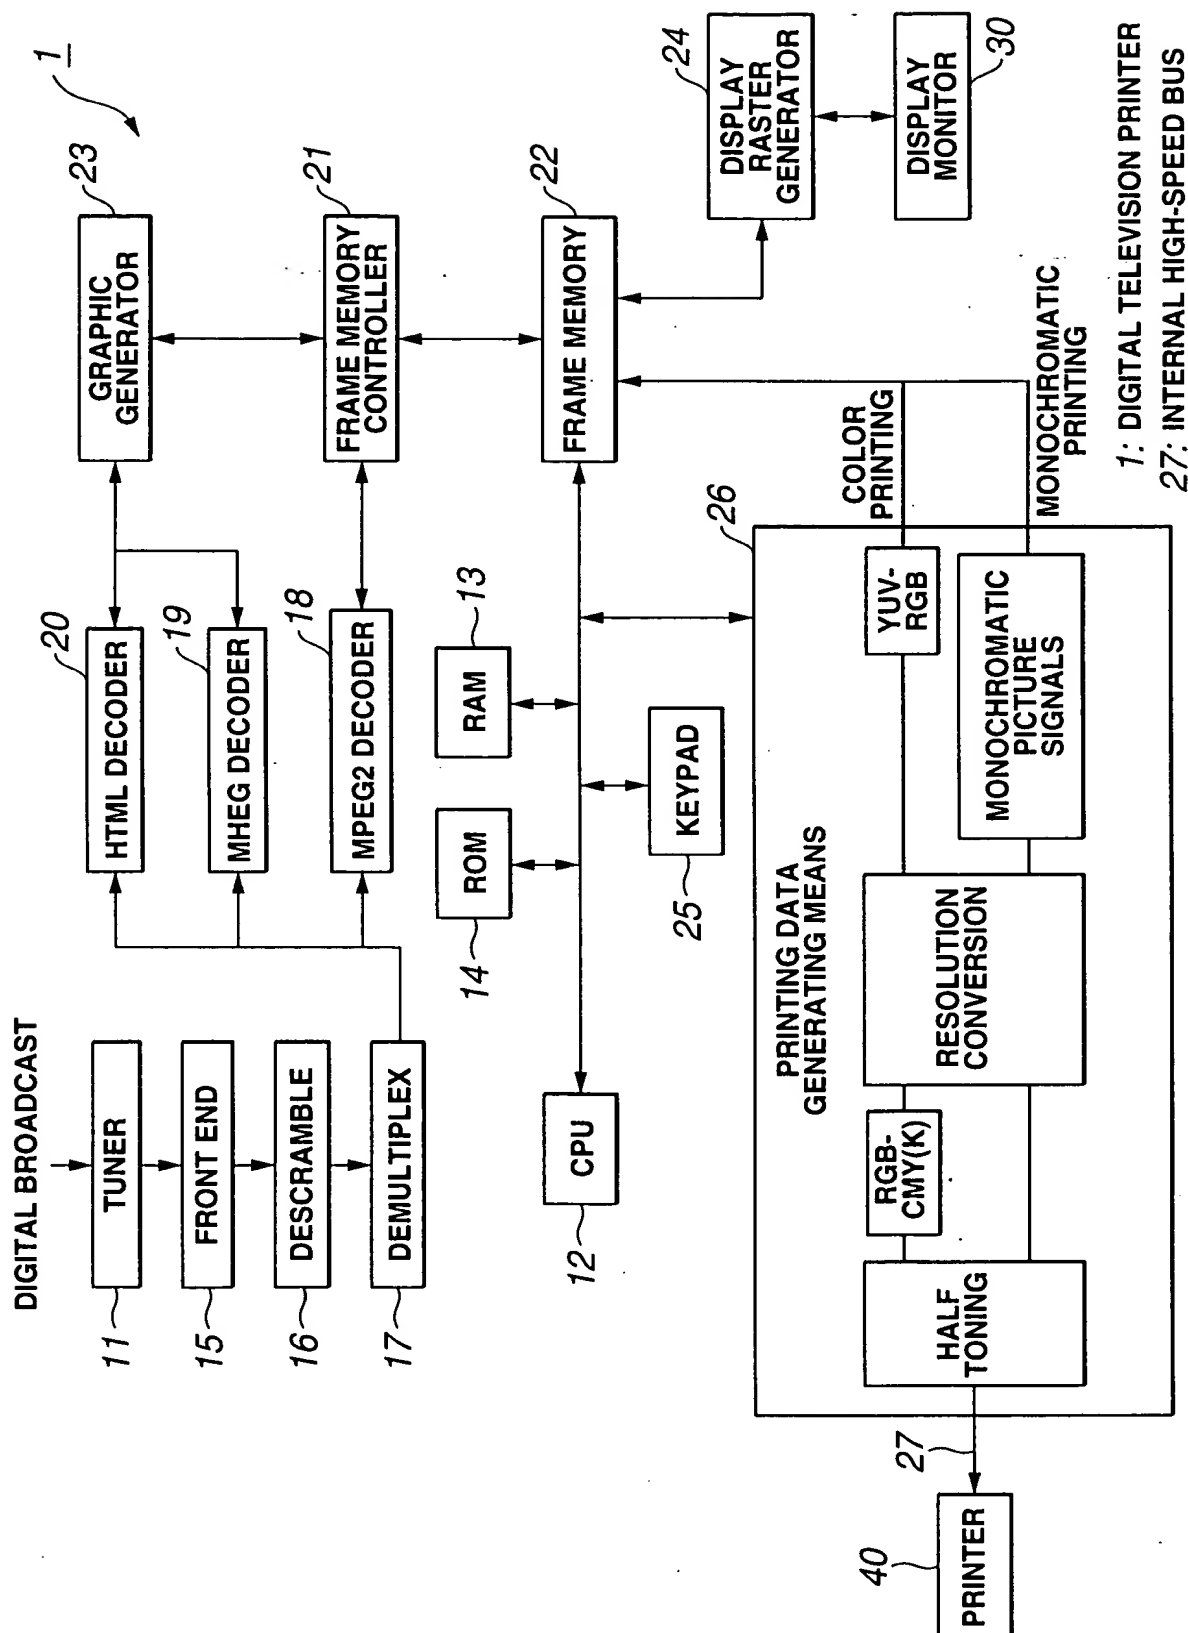 1
DIGITAL BROADCAST
11
TUNER
15
FRONT END
16
DESCRAMBLE
17
DEMULTIPLEX
20
HTML DECODER
19
MHEG DECODER
18
MPEG2 DECODER
23
GRAPHIC
GENERATOR
21
FRAME MEMORY
CONTROLLER
22
FRAME MEMORY
24
DISPLAY
RASTER
GENERATOR
30
DISPLAY
MONITOR
14
ROM
13
RAM
12
CPU
25
KEYPAD
26
PRINTING DATA
GENERATING MEANS
COLOR
PRINTING
MONOCHROMATIC
PRINTING
YUV-
RGB
MONOCHROMATIC
PICTURE
SIGNALS
RESOLUTION
CONVERSION
RGB-
CMY(K)
HALF
TONING
27
40
PRINTER
1: DIGITAL TELEVISION PRINTER
27: INTERNAL HIGH-SPEED BUS